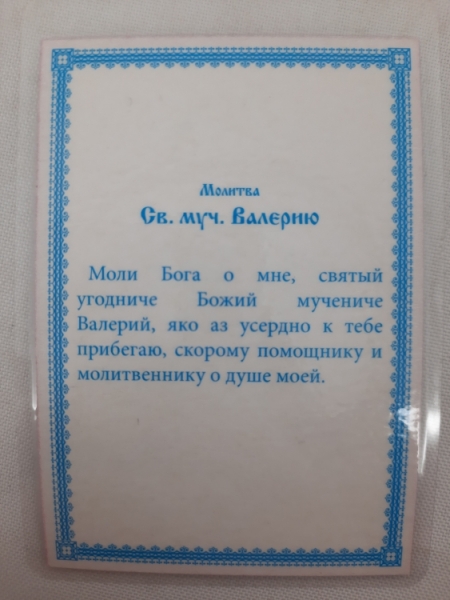 Молитва
Св. муч. Валерию
Моли Бога о мне, святый
угодниче Божий мучениче
Валерий, яко аз усердно к тебе
прибегаю, скорому помощнику и
молитвеннику о душе моей.